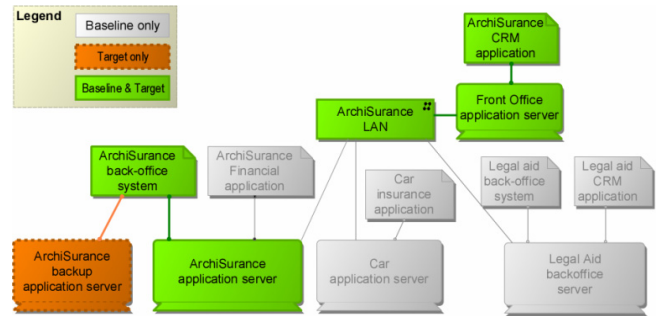 Legend
Baseline only
Target only
Baseline & Target
ArchiSurance
CRM
application
Front Office
application server
ArchiSurance
LAN
ArchiSurance
back-office
system
ArchiSurance
Financial
application
Car
insurance
application
Legal aid
back-office
system
Legal aid
CRM
application
ArchiSurance
backup
application server
ArchiSurance
application server
Car
application server
Legal Aid
backoffice
server